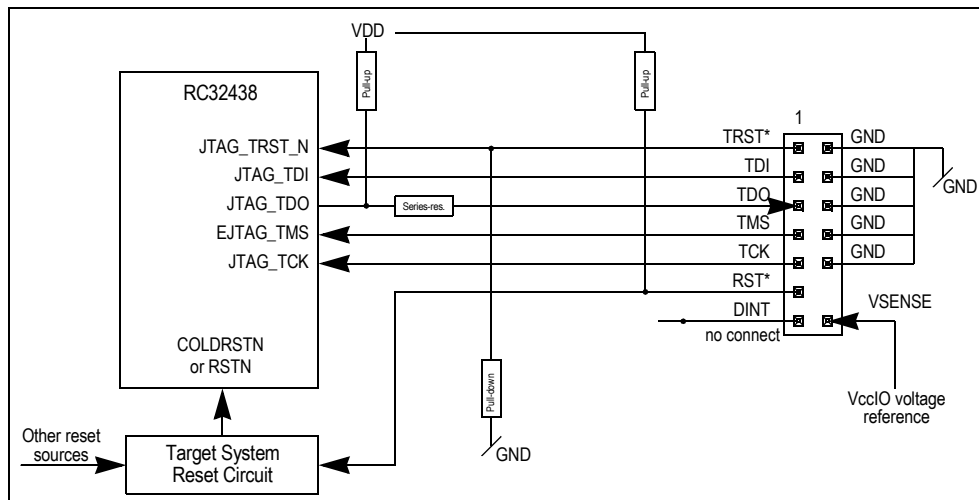 VDD
Pull-up
Pull-up
RC32438
1
JTAG_TRST_N
TRST*
GND
JTAG_TDI
TDI
GND
GND
JTAG_TDO
Series-res.
TDO
GND
EJTAG_TMS
TMS
GND
JTAG_TCK
TCK
GND
RST*
VSENSE
DINT
no connect
COLDRSTN
or RSTN
Pull-down
VccIO voltage
reference
Other reset
sources
Target System
Reset Circuit
GND